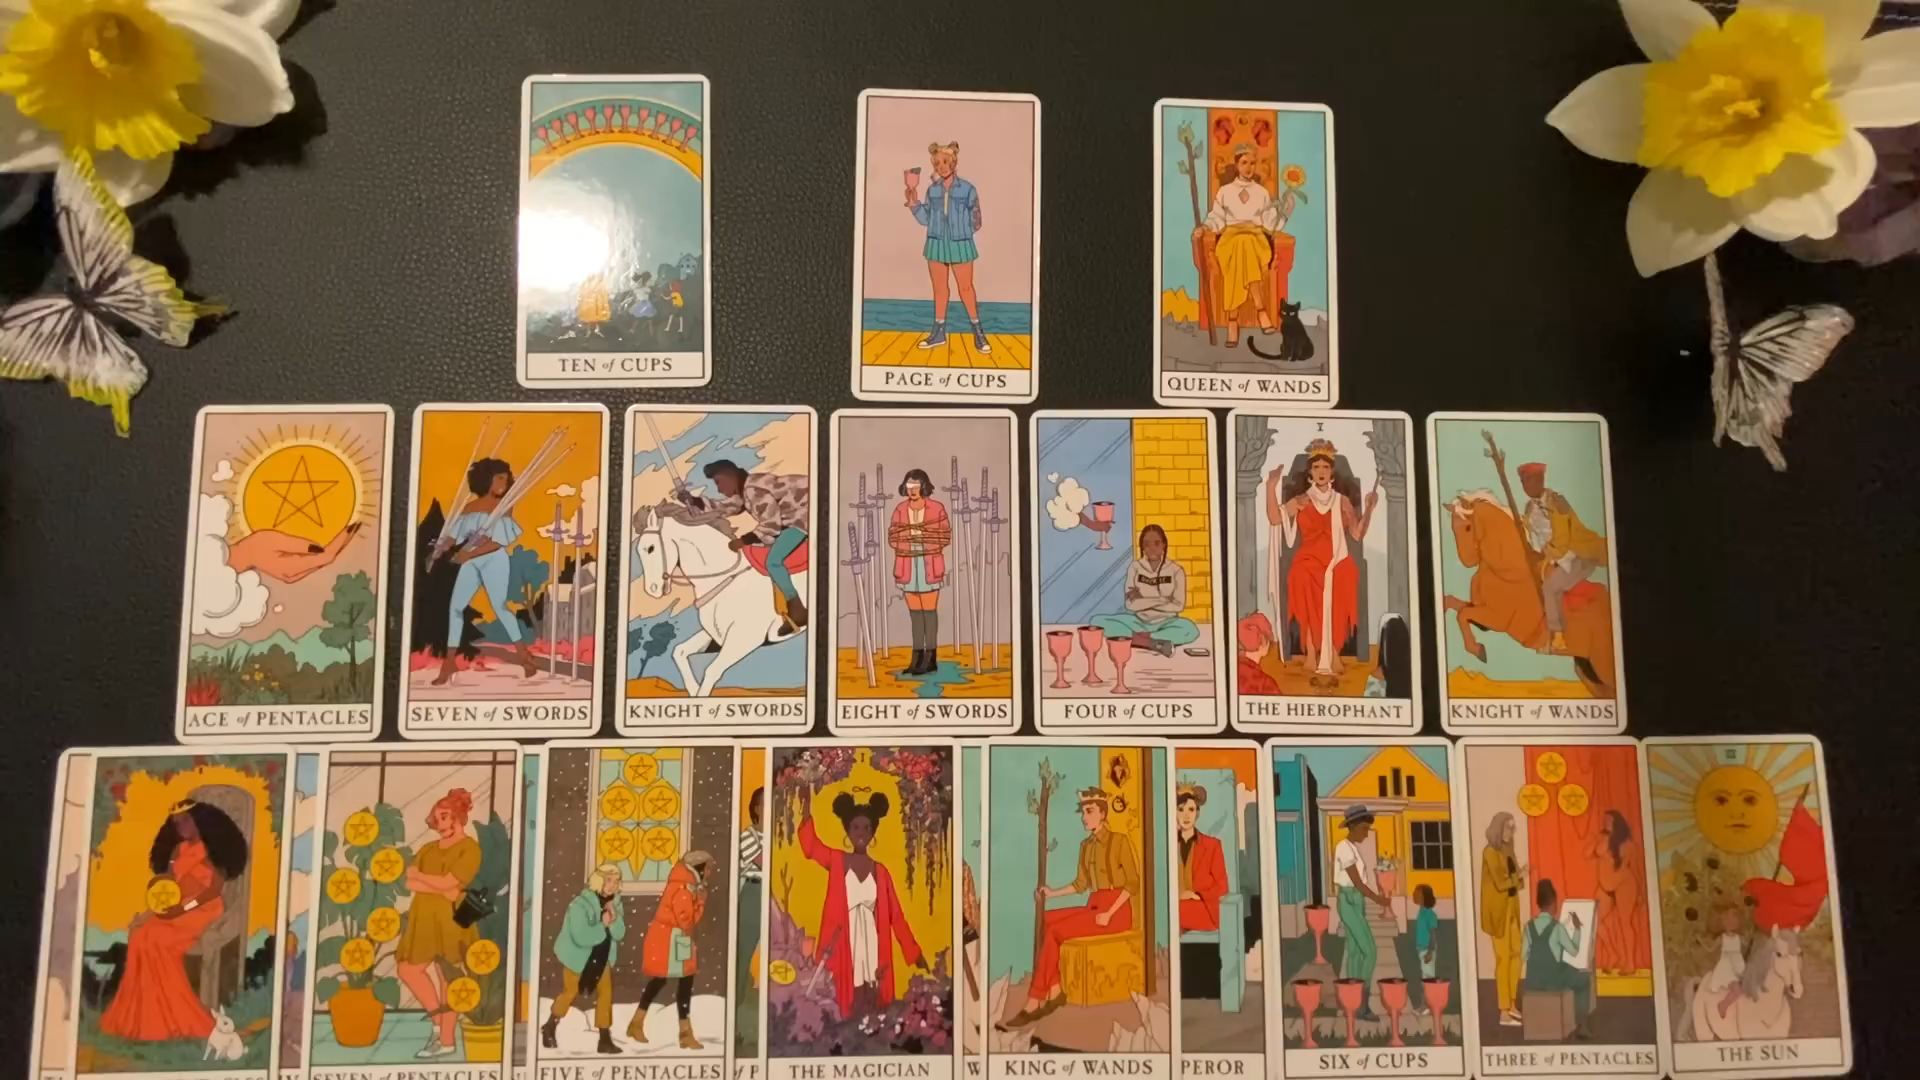 TEN of CUPS
PAGE of CUPS
QUEEN of WANDS
ACE of PENTACLES
SEVEN of SWORDS
KNIGHT of SWORDS
EIGHT of SWORDS
FOUR of CUPS
V
THE HIEROPHANT
KNIGHT of WANDS
I
THE MAGICIAN
KING of WANDS
PEROR
SIX of CUPS
THREE of PENTACLES
THE SUN
SEVEN of PENTACLES
FIVE of PENTACLES